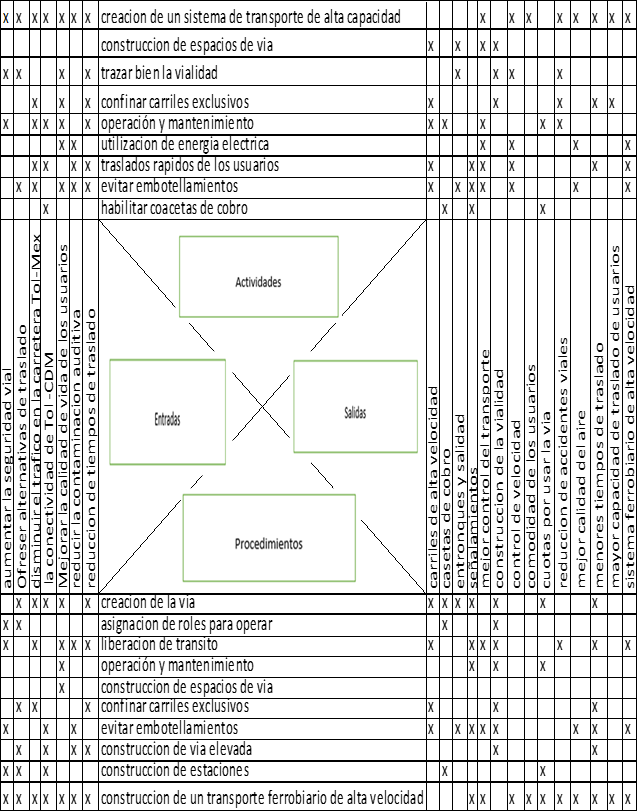 X X X X X X X creacion de un sistema de transporte de alta capacidad X X X X X X X X
construccion de espacios de via X X X X
X X X X trazar bien la vialidad X X X X
X X X confinar carriles exclusivos X X X X X
X X X X X operación y mantenimiento X X X X X
X X utilizacion de energia electrica X X X X
X X X X X traslados rapidos de los usuarios X X X X X X
X X X X X evitar embotellamientos X X X X X X X
X habilitar coacetas de cobro X X X
aumentar la seguridad vial
Ofreser alternativas de traslado
disminuir el trafico en la carretera Tol-Mex
la conectividad de Tol -CDM
Mejorar la calidad de vida de los usuarios
reducir la contaminacion auditiva
reduccion de tiempos de traslado
Actividades
Entradas
Salidas
Procedimientos
carriles de alta velocidad
casetas de cobro
entronques y salidad
señalamientos
mejor control del transporte
construccion de la vialidad
control de velocidad
comodidad de los usuarios
cuotas por usar la via
reduccion de accidentes viales
mejor calidad del aire
menores tiempos de traslado
mayor capacidad de traslado de usuarios
sistema ferrobiario de alta velocidad
X X X X X creacion de la via X X X X X X X
X X asignacion de roles para operar X X
X X X X X liberacion de transito X X X X X X X
X operación y mantenimiento X X X
X construccion de espacios de via
X X X confinar carriles exclusivos X X X
X X X evitar embotellamientos X X X X X X X X
X X X X construccion de via elevada X X
X X X construccion de estaciones X X
X X X X X X X construccion de un transporte ferrobiario de alta velocidad X X X X X X X X X X